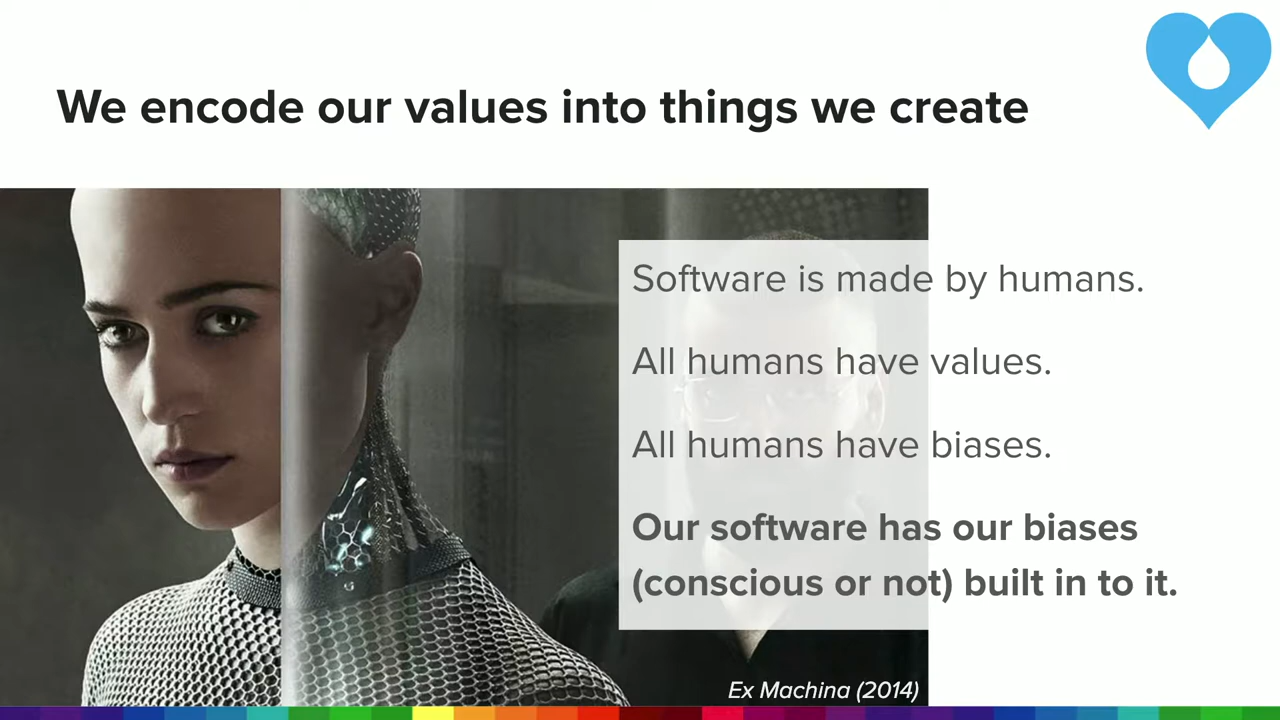 We encode our values into things we create
Software is made by humans.
All humans have values.
All humans have biases.
Our software has our biases
(conscious or not) built in to it.
Ex Machina (2014)